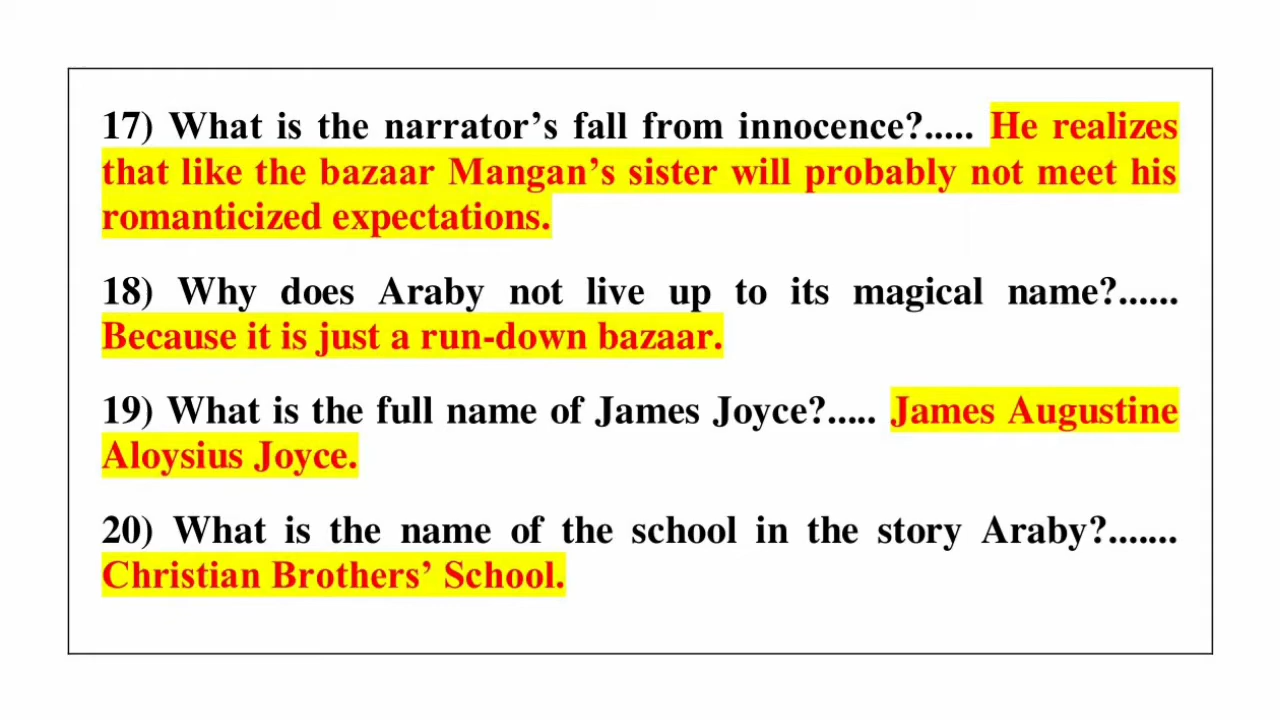 17) What is the narrator’s fall from innocence?..... He realizes
that like the bazaar Mangan’s sister will probably not meet his
romanticized expectations.
18) Why does Araby not live up to its magical name?......
Because it is just a run-down bazaar.
19) What is the full name of James Joyce?..... James Augustine
Aloysius Joyce.
20) What is the name of the school in the story Araby?.......
Christian Brothers’ School.